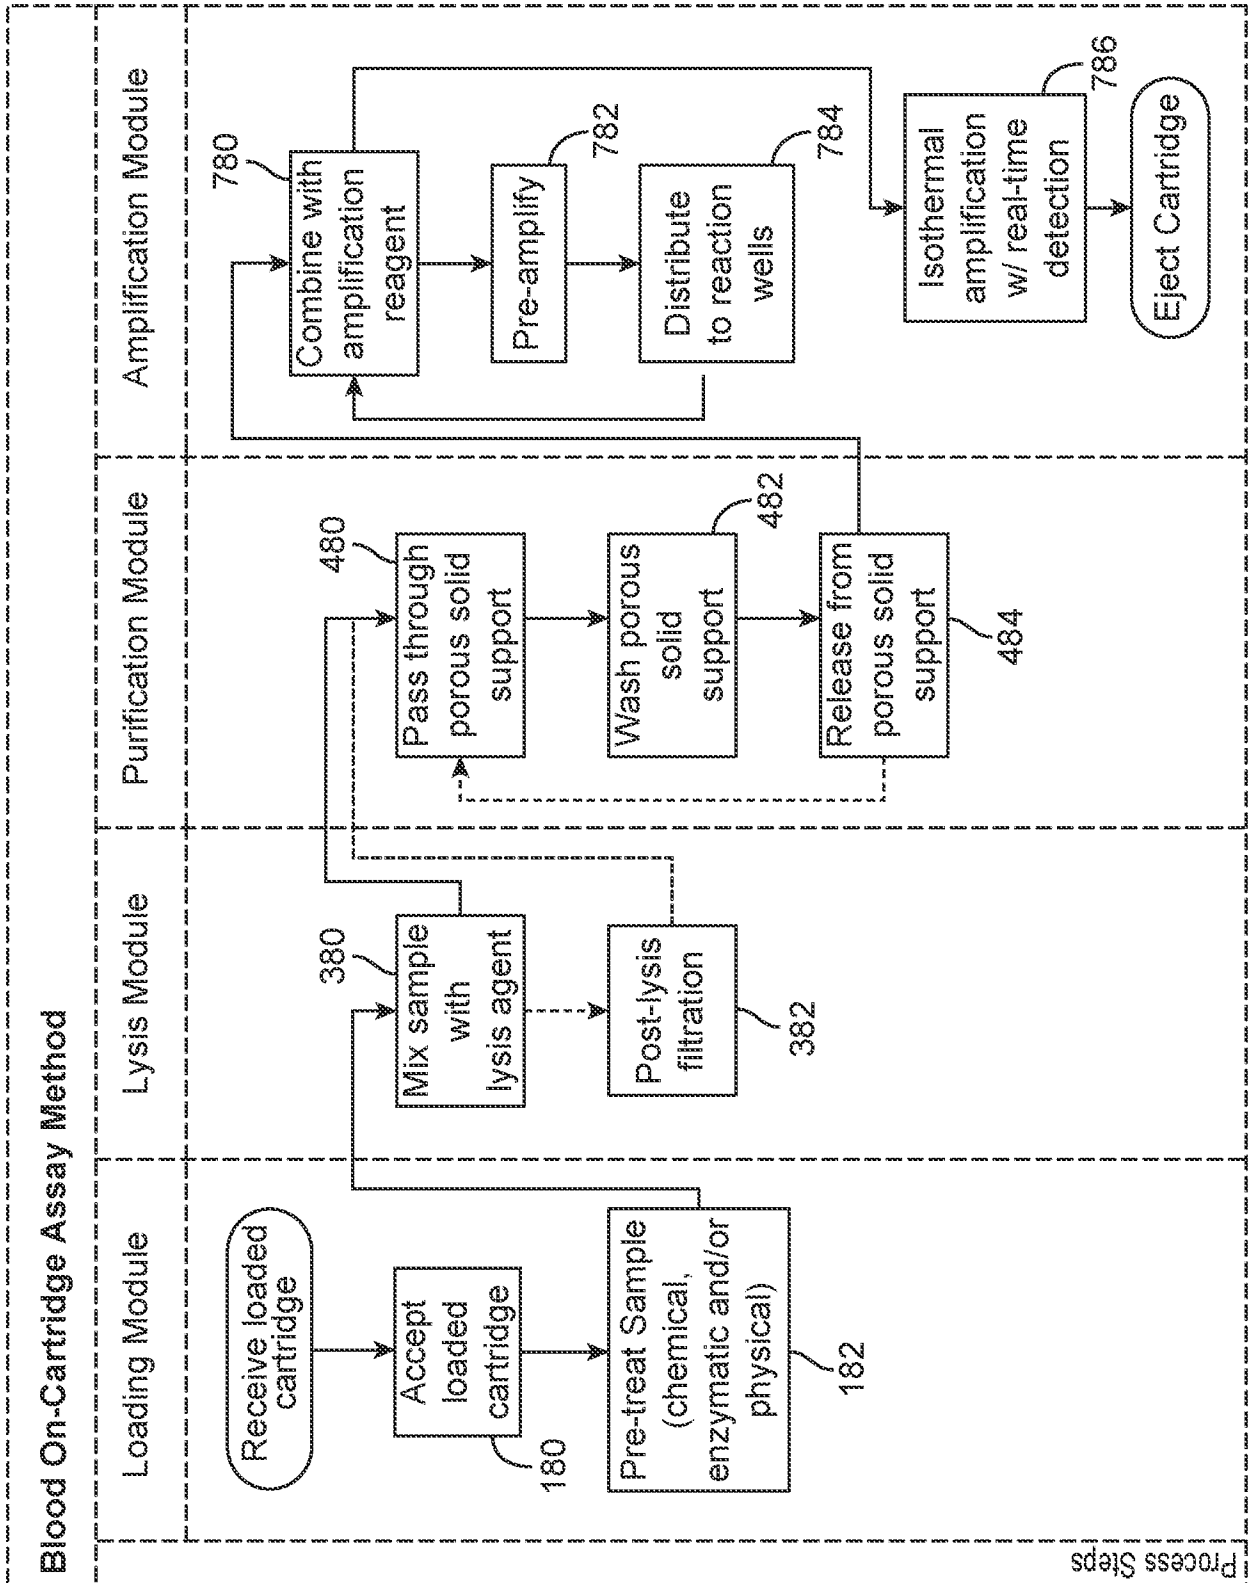 Blood On-Cartridge Assay Method
Loading Module
Lysis Module
Purification Module
Amplification Module
Process Steps
Receive loaded
cartridge
Accept
loaded
cartridge
180
Pre-treat Sample
(chemical,
enzymatic and/or
physical)
182
380
Mix sample
with
lysis agent
Post-lysis
filtration
382
480
Pass through
porous solid
support
482
Wash porous
solid
support
Release from
porous solid
support
484
780
Combine with
amplification
reagent
782
Pre-amplify
784
Distribute
to reaction
wells
786
Isothermal
amplification
w/ real-time
detection
Eject Cartridge